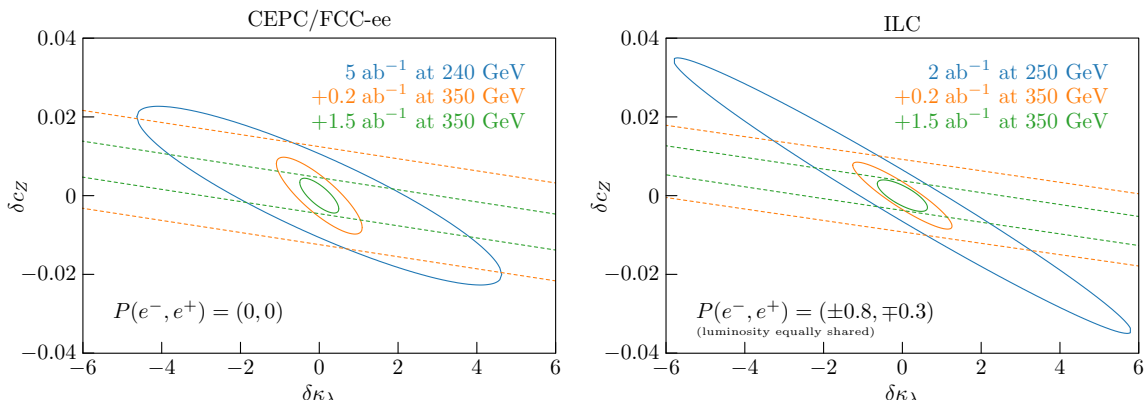 CEPC/FCC-ee
0.04
0.02
0
−0.02
−0.04
δc_Z
5 ab⁻¹ at 240 GeV
+0.2 ab⁻¹ at 350 GeV
+1.5 ab⁻¹ at 350 GeV
P(e⁻, e⁺) = (0, 0)
−6 −4 −2 0 2 4 6
δκ_λ
ILC
0.04
0.02
0
−0.02
−0.04
δc_Z
2 ab⁻¹ at 250 GeV
+0.2 ab⁻¹ at 350 GeV
+1.5 ab⁻¹ at 350 GeV
P(e⁻, e⁺) = (±0.8, ∓0.3)
(luminosity equally shared)
−6 −4 −2 0 2 4 6
δκ_λ